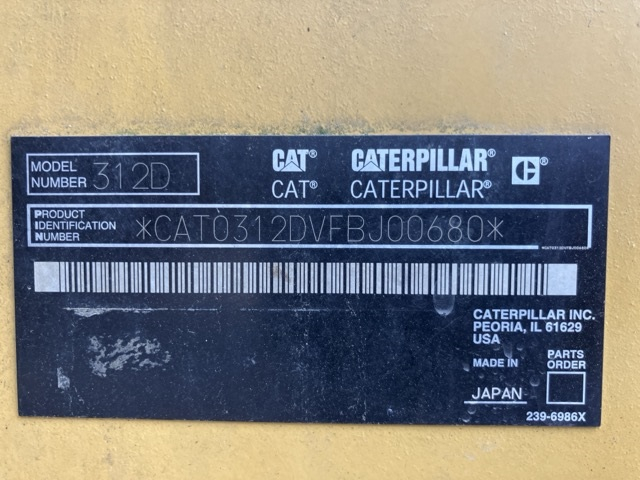 MODEL
NUMBER 312D
CAT® CATERPILLAR® C®
CAT® CATERPILLAR®
PRODUCT
IDENTIFICATION
NUMBER *CAT0312DVFBJ00680*
CATERPILLAR INC.
PEORIA, IL 61629
USA
MADE IN
JAPAN
PARTS
ORDER
239-6986X